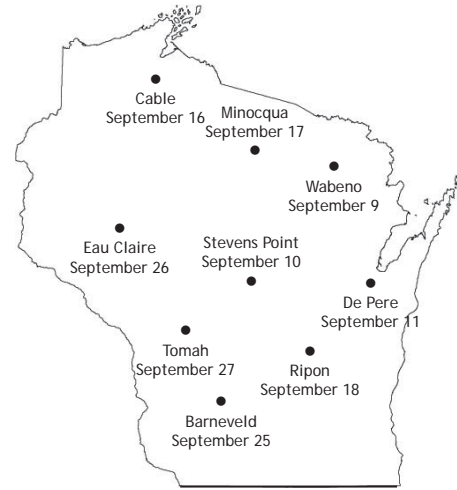 Cable
September 16
Minocqua
September 17
Wabeno
September 9
Eau Claire
September 26
Stevens Point
September 10
De Pere
September 11
Tomah
September 27
Ripon
September 18
Barneveld
September 25